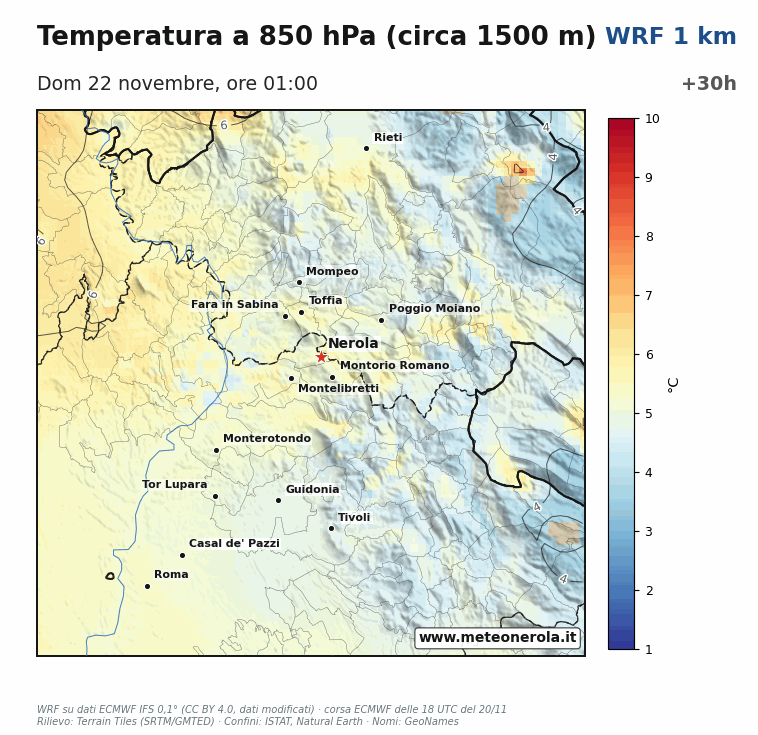 Temperatura a 850 hPa (circa 1500 m) WRF 1 km
Dom 22 novembre, ore 01:00 +30h
6
4
4
4
6
6
4
4
Rieti
Mompeo
Fara in Sabina
Toffia
Poggio Moiano
Nerola
Montorio Romano
Montelibretti
Monterotondo
Tor Lupara
Guidonia
Tivoli
Casal de' Pazzi
Roma
www.meteonerola.it
10
9
8
7
6
5
4
3
2
1
°C
WRF su dati ECMWF IFS 0,1° (CC BY 4.0, dati modificati) · corsa ECMWF delle 18 UTC del 20/11
Rilievo: Terrain Tiles (SRTM/GMTED) · Confini: ISTAT, Natural Earth · Nomi: GeoNames